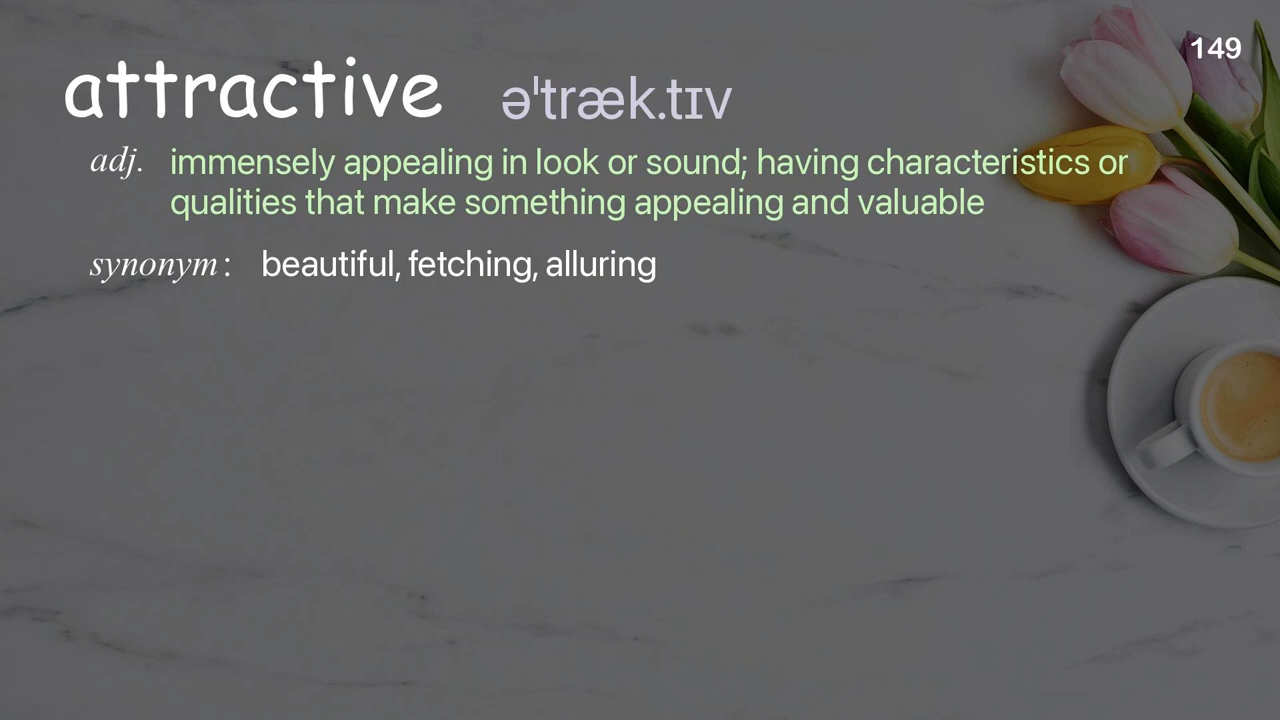 149
attractive əˈtræk.tɪv
adj. immensely appealing in look or sound; having characteristics or
qualities that make something appealing and valuable
synonym : beautiful, fetching, alluring